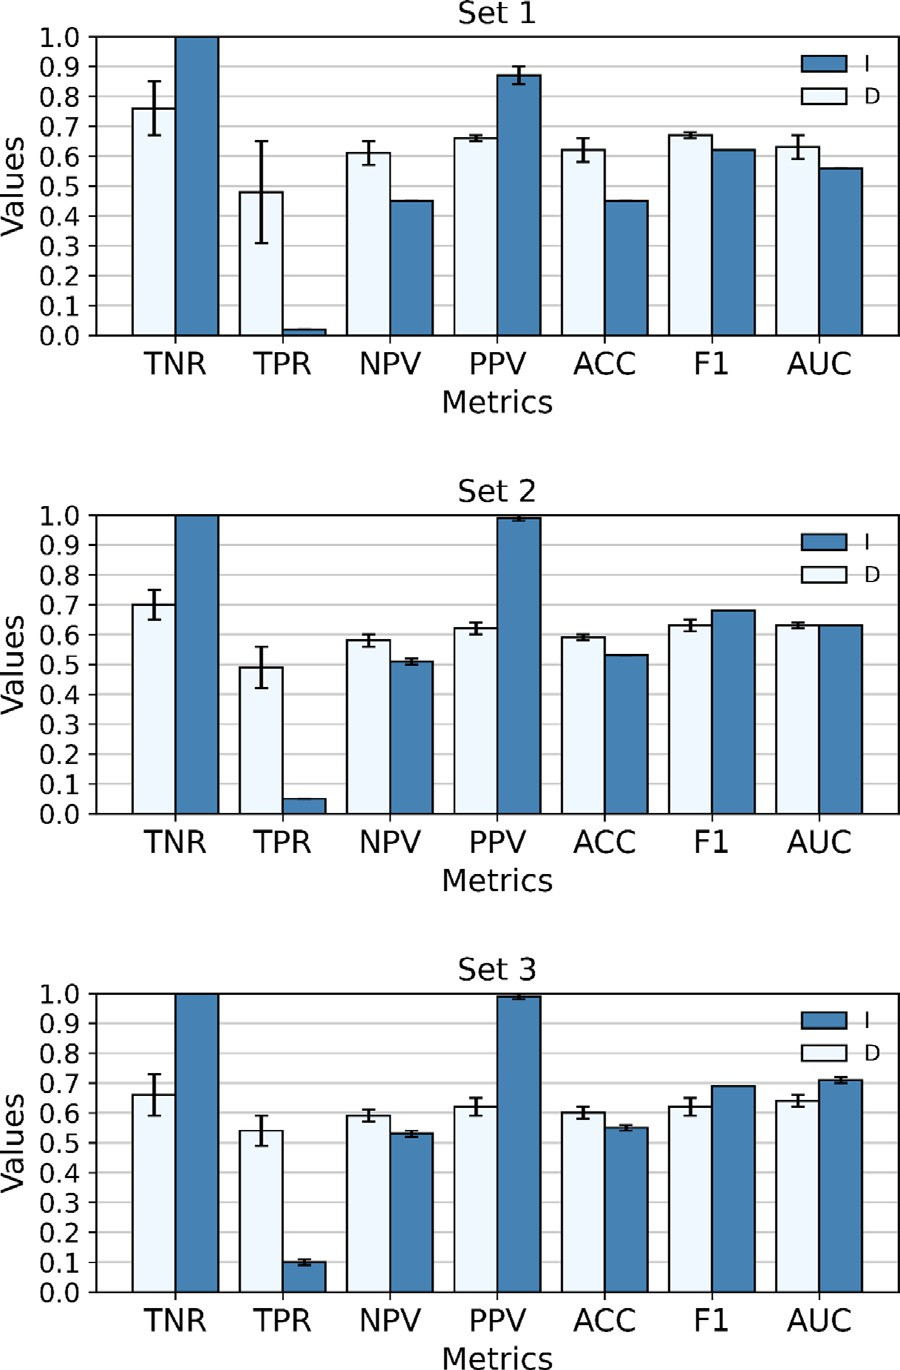 Set 1
1.0
0.9
0.8
0.7
0.6
0.5
0.4
0.3
0.2
0.1
0.0
Values
I
D
TNR TPR NPV PPV ACC F1 AUC
Metrics
Set 2
1.0
0.9
0.8
0.7
0.6
0.5
0.4
0.3
0.2
0.1
0.0
Values
I
D
TNR TPR NPV PPV ACC F1 AUC
Metrics
Set 3
1.0
0.9
0.8
0.7
0.6
0.5
0.4
0.3
0.2
0.1
0.0
Values
I
D
TNR TPR NPV PPV ACC F1 AUC
Metrics